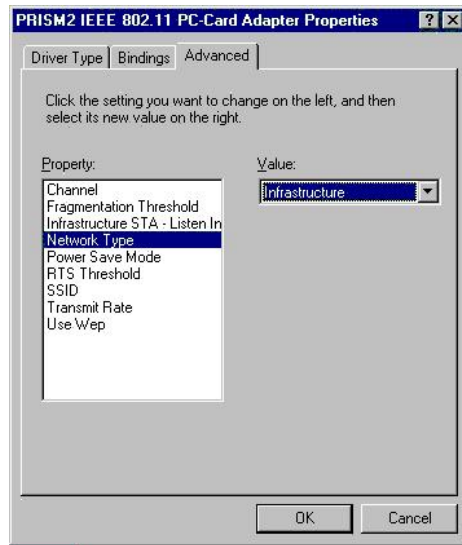 PRISM2 IEEE 802.11 PC-Card Adapter Properties
Driver Type
Bindings
Advanced
Click the setting you want to change on the left, and then
select its new value on the right.
Property:
Channel
Fragmentation Threshold
Infrastructure STA - Listen In
Network Type
Power Save Mode
RTS Threshold
SSID
Transmit Rate
Use Wep
Value:
Infrastructure
OK
Cancel